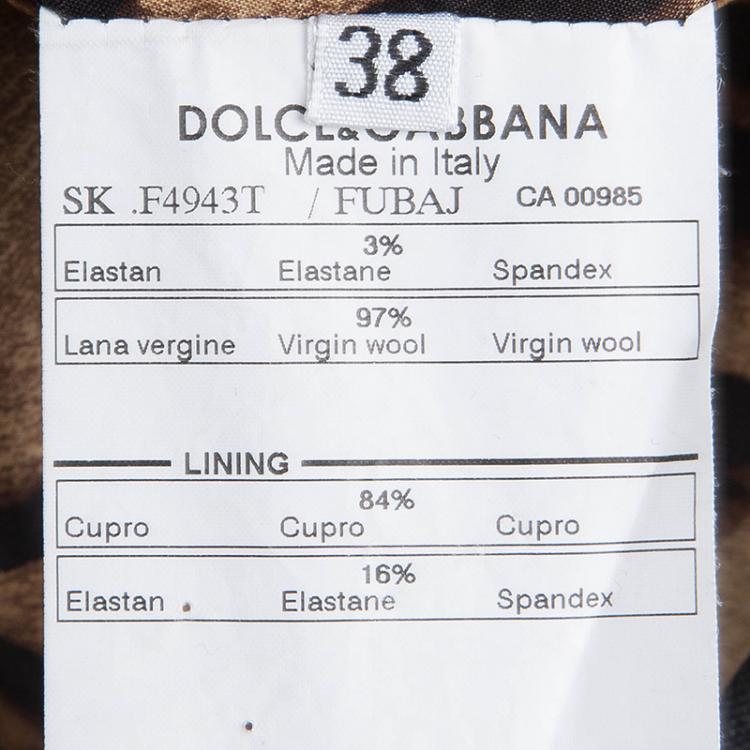 38
DOLCE&GABBANA
Made in Italy
SK .F4943T / FUBAJ CA 00985
3%
Elastan Elastane Spandex
97%
Lana vergine Virgin wool Virgin wool
LINING
84%
Cupro Cupro Cupro
16%
Elastan Elastane Spandex